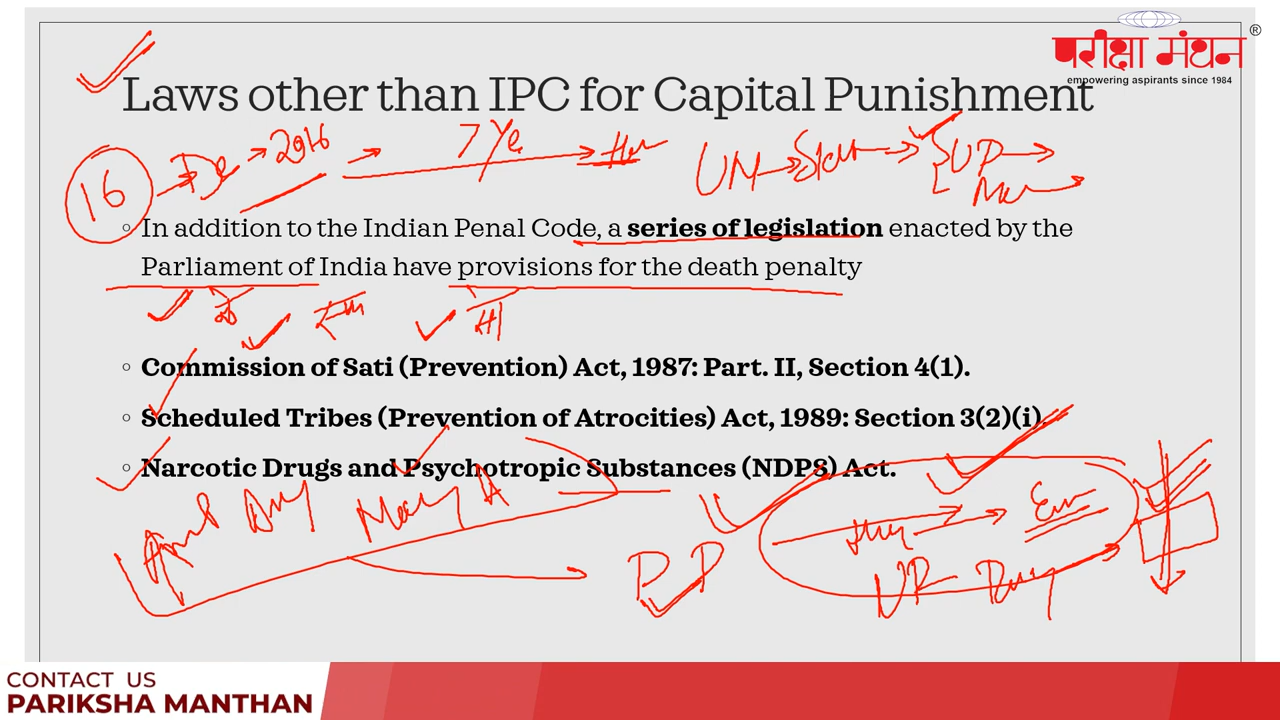 परीक्षा मंथन ®
empowering aspirants since 1984
Laws other than IPC for Capital Punishment
16 2016 7 Ye UP
In addition to the Indian Penal Code, a series of legislation enacted by the
Parliament of India have provisions for the death penalty
Commission of Sati (Prevention) Act, 1987: Part. II, Section 4(1).
Scheduled Tribes (Prevention of Atrocities) Act, 1989: Section 3(2)(i)
Narcotic Drugs and Psychotropic Substances (NDPS) Act.
CONTACT US
PARIKSHA MANTHAN